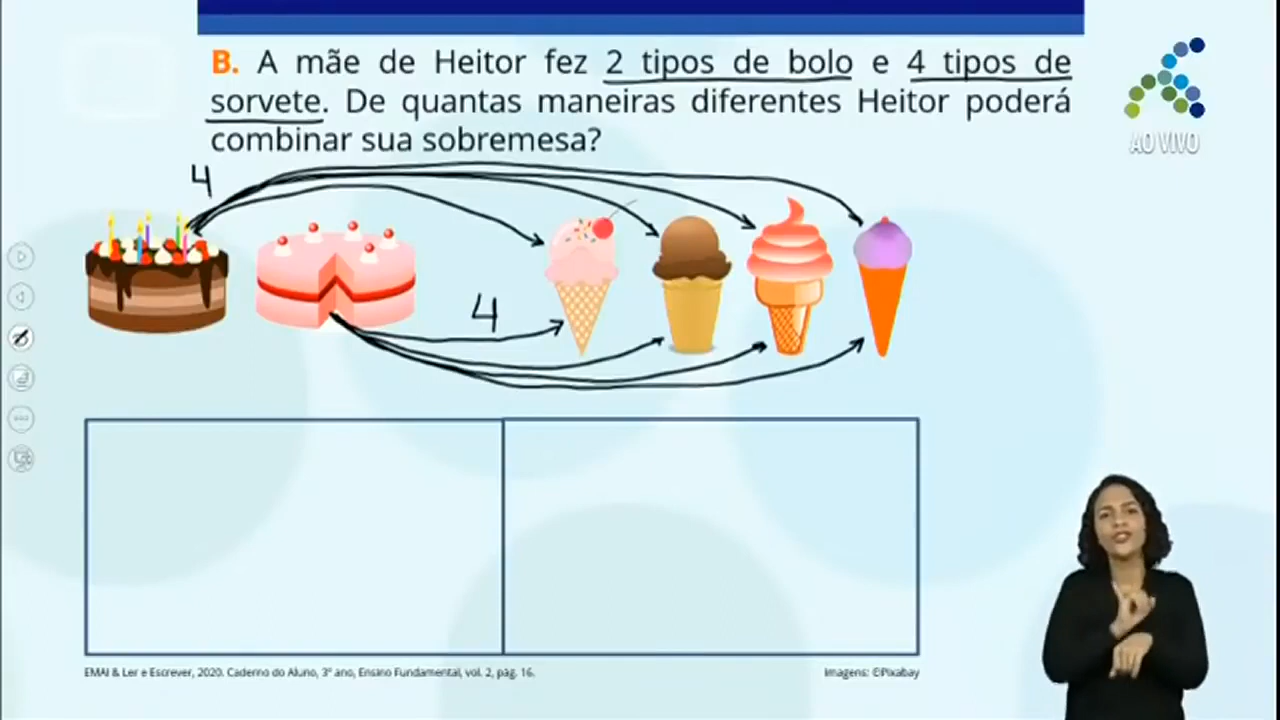 B. A mãe de Heitor fez 2 tipos de bolo e 4 tipos de
sorvete. De quantas maneiras diferentes Heitor poderá
combinar sua sobremesa?
AO VIVO
4
4
EMAI & Ler e Escrever, 2020. Caderno do Aluno, 3º ano, Ensino Fundamental, vol. 2, pág. 16.
Imagens: ©Pixabay